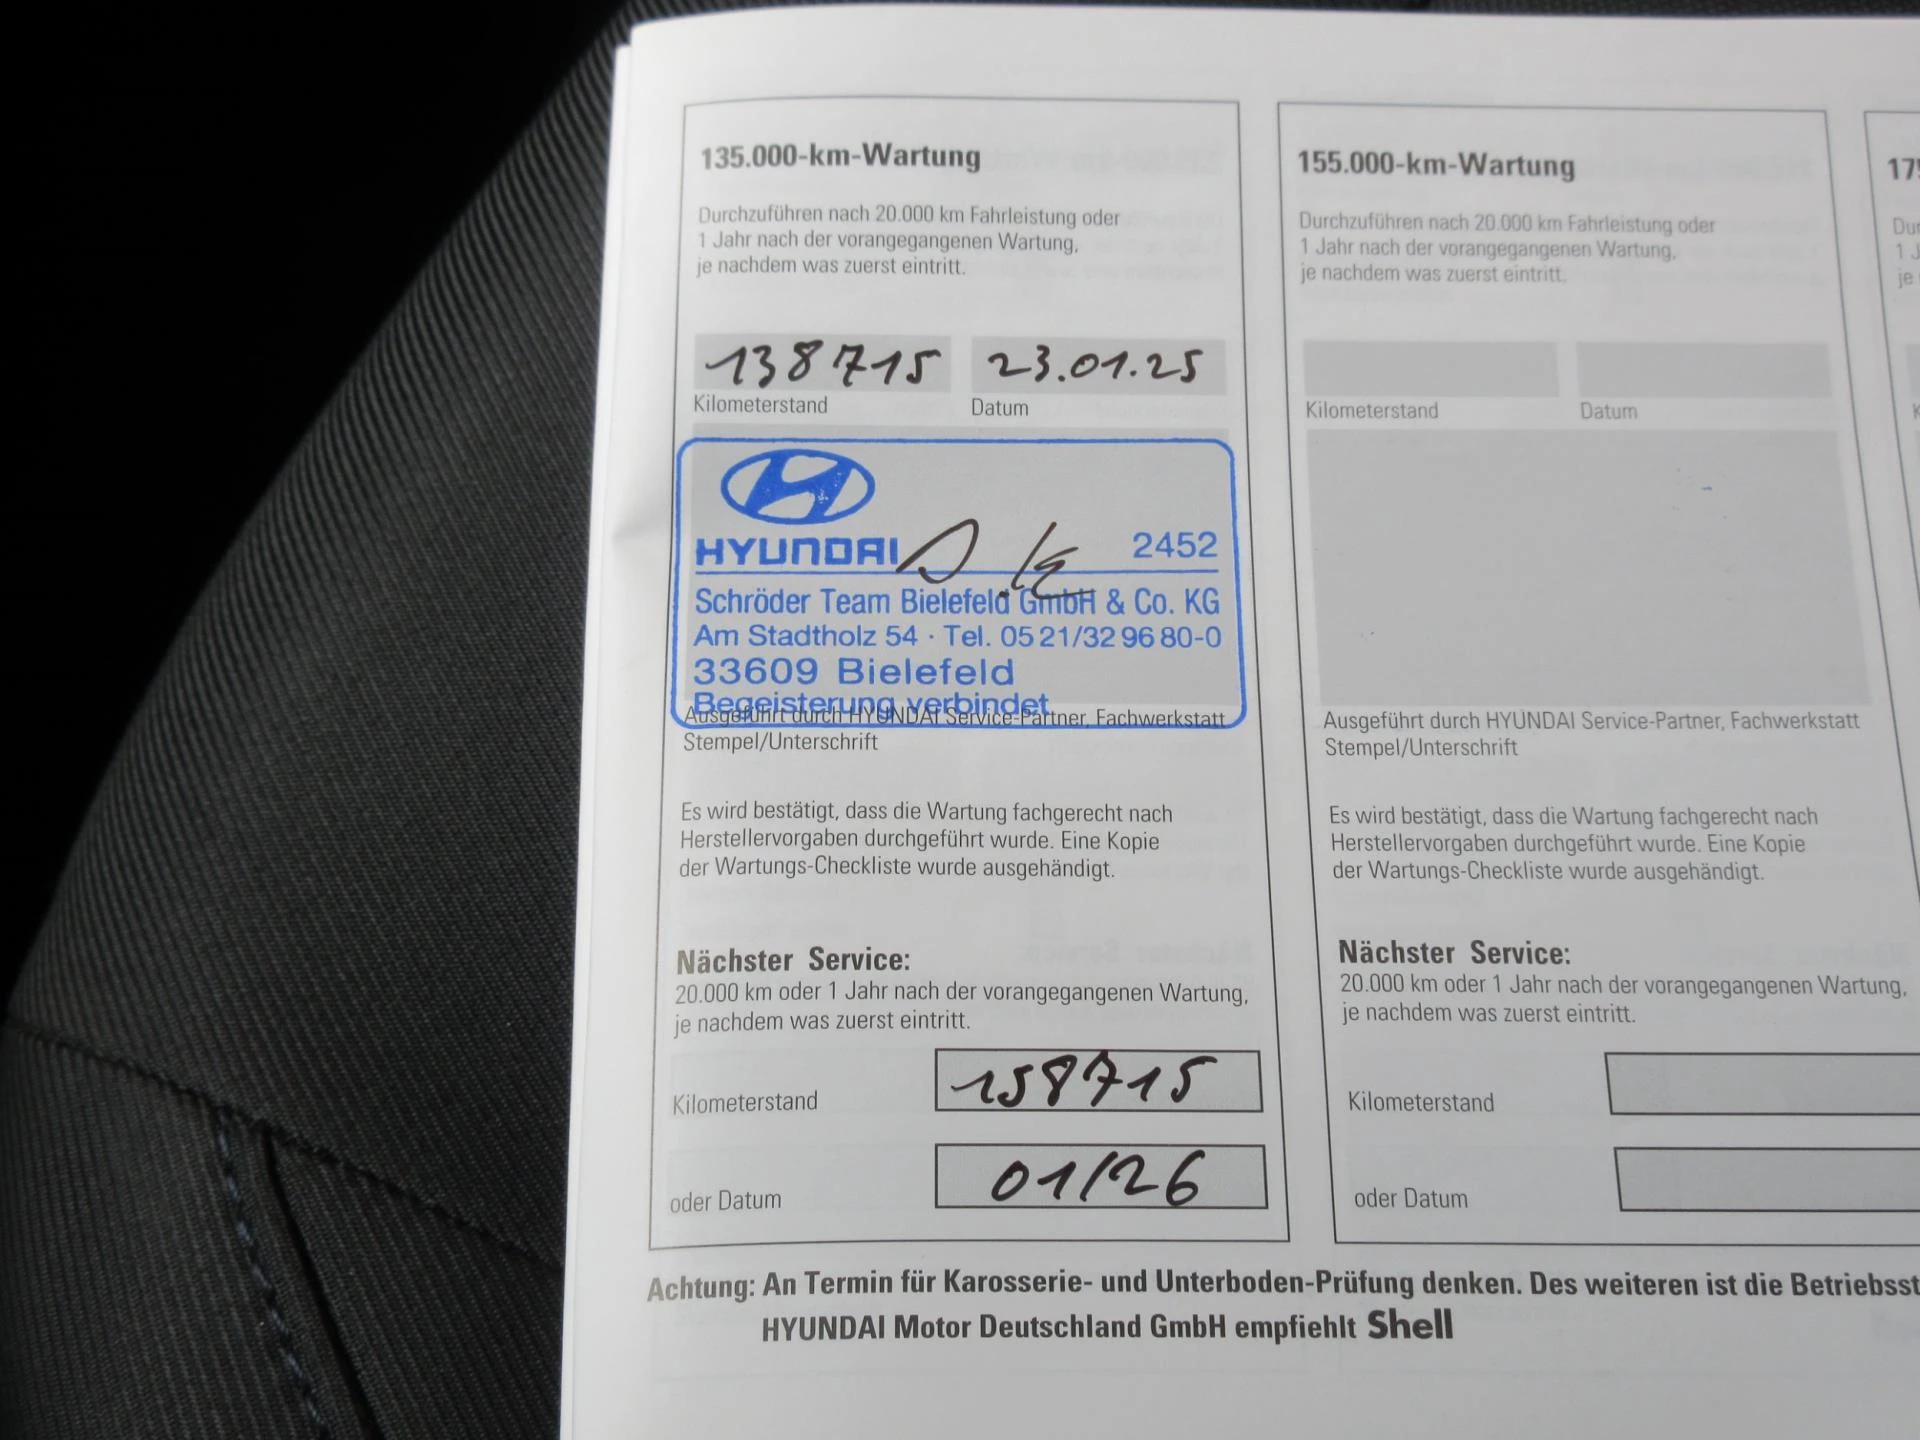 135.000-km-Wartung
Durchzuführen nach 20.000 km Fahrleistung oder
1 Jahr nach der vorangegangenen Wartung,
je nachdem was zuerst eintritt.
138715 23.01.25
Kilometerstand Datum
HYUNDAI 2452
Schröder Team Bielefeld GmbH & Co. KG
Am Stadtholz 54 · Tel. 05 21/32 96 80-0
33609 Bielefeld
Begeisterung verbindet
Ausgeführt durch HYUNDAI Service-Partner, Fachwerkstatt
Stempel/Unterschrift
Es wird bestätigt, dass die Wartung fachgerecht nach
Herstellervorgaben durchgeführt wurde. Eine Kopie
der Wartungs-Checkliste wurde ausgehändigt.
Nächster Service:
20.000 km oder 1 Jahr nach der vorangegangenen Wartung,
je nachdem was zuerst eintritt.
Kilometerstand 158715
oder Datum 01/26
155.000-km-Wartung
Durchzuführen nach 20.000 km Fahrleistung oder
1 Jahr nach der vorangegangenen Wartung,
je nachdem was zuerst eintritt.
Kilometerstand Datum
Ausgeführt durch HYUNDAI Service-Partner, Fachwerkstatt
Stempel/Unterschrift
Es wird bestätigt, dass die Wartung fachgerecht nach
Herstellervorgaben durchgeführt wurde. Eine Kopie
der Wartungs-Checkliste wurde ausgehändigt.
Nächster Service:
20.000 km oder 1 Jahr nach der vorangegangenen Wartung,
je nachdem was zuerst eintritt.
Kilometerstand
oder Datum
17
Du
1 J
je
Achtung: An Termin für Karosserie- und Unterboden-Prüfung denken. Des weiteren ist die Betriebsst
HYUNDAI Motor Deutschland GmbH empfiehlt Shell